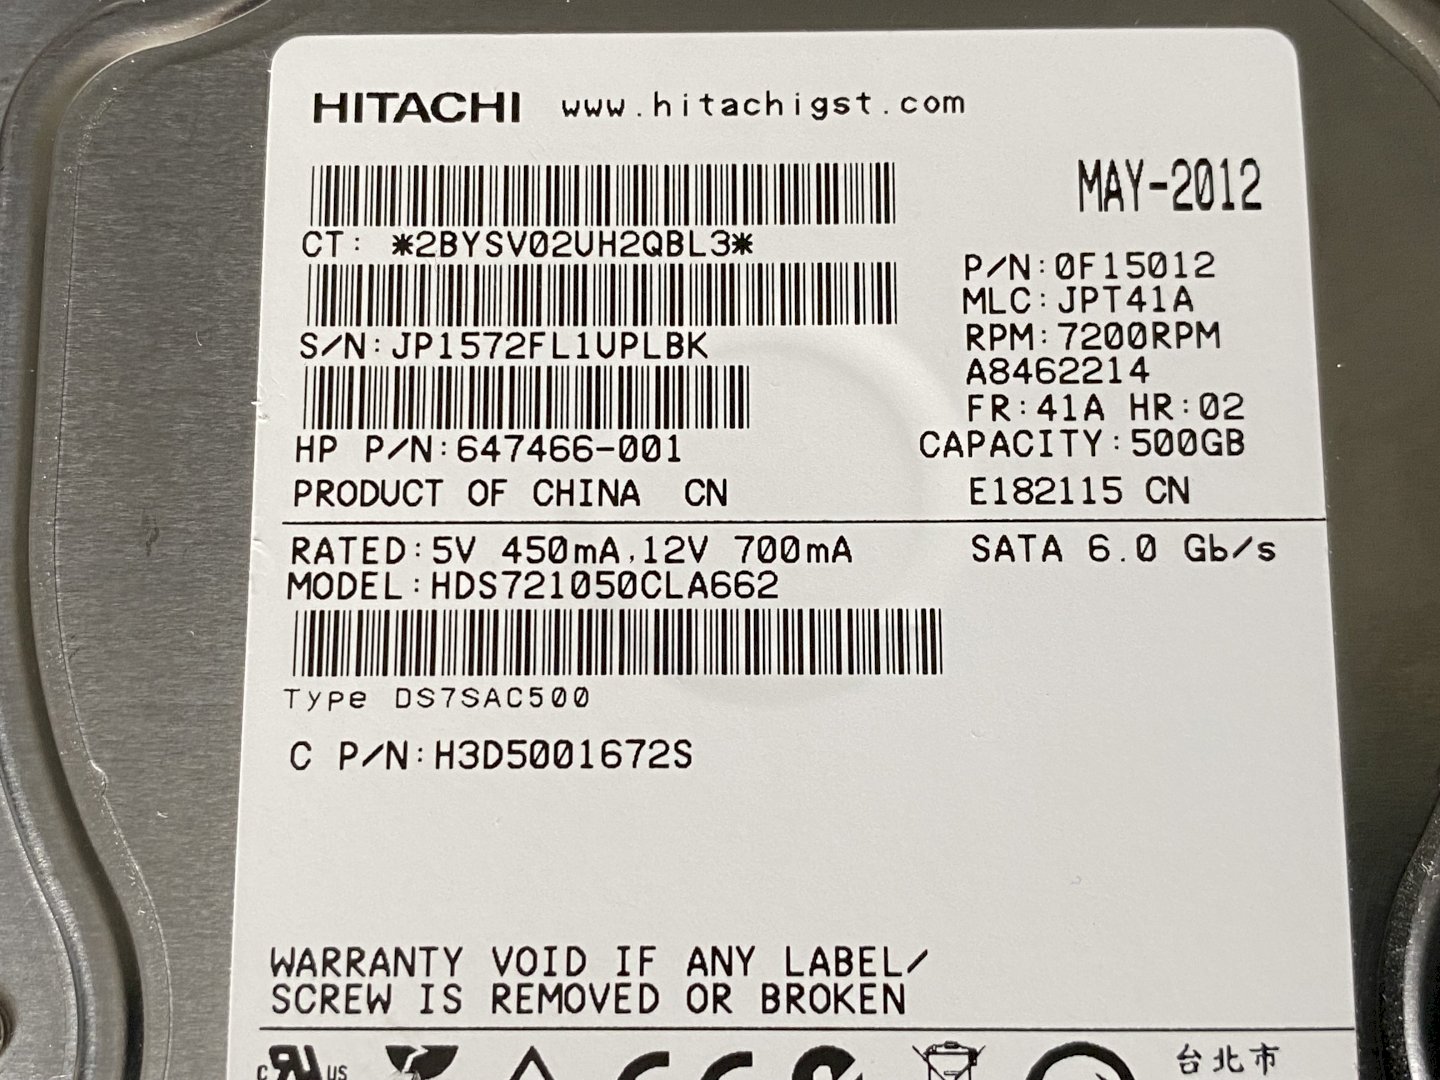 HITACHI www.hitachigst.com
MAY-2012
CT: *2BYSV02UH2QBL3*
S/N:JP1572FL1UPLBK
HP P/N:647466-001
PRODUCT OF CHINA CN
P/N:0F15012
MLC:JPT41A
RPM:7200RPM
A8462214
FR:41A HR:02
CAPACITY:500GB
E182115 CN
RATED:5V 450mA,12V 700mA
SATA 6.0 Gb/s
MODEL:HDS721050CLA662
Type DS7SAC500
C P/N:H3D5001672S
WARRANTY VOID IF ANY LABEL/
SCREW IS REMOVED OR BROKEN
C US
台北市